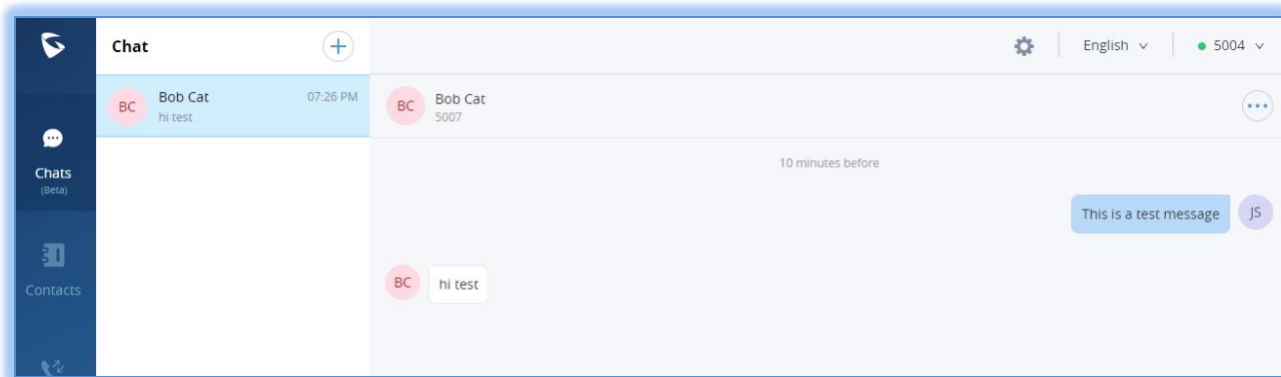 Chat
+
English
5004
BC
Bob Cat
07:26 PM
hi test
BC
Bob Cat
5007
Chats
(Beta)
Contacts
10 minutes before
This is a test message
JS
BC
hi test